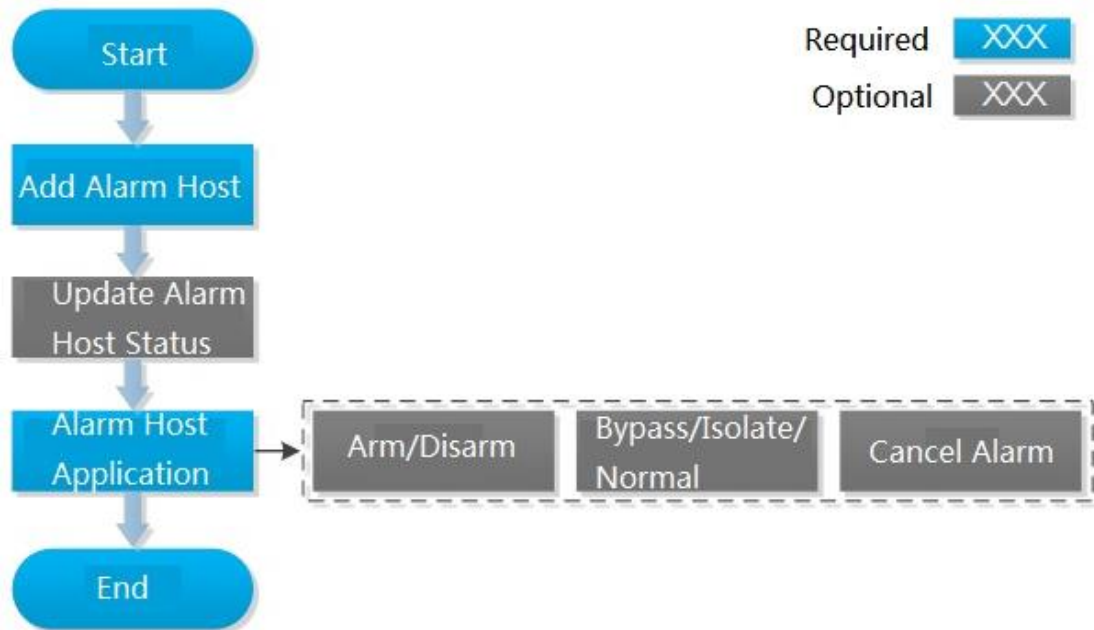 Start
Required XXX
Optional XXX
Add Alarm Host
Update Alarm
Host Status
Alarm Host
Application
Arm/Disarm
Bypass/Isolate/
Normal
Cancel Alarm
End